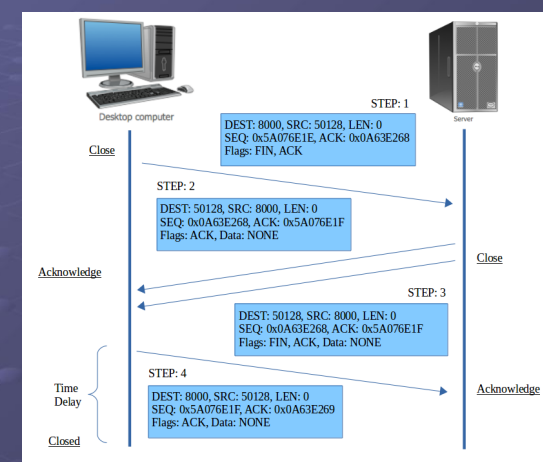 Desktop computer
Server
STEP: 1
DEST: 8000, SRC: 50128, LEN: 0
SEQ: 0x5A076E1E, ACK: 0x0A63E268
Flags: FIN, ACK
Close
STEP: 2
DEST: 50128, SRC: 8000, LEN: 0
SEQ: 0x0A63E268, ACK: 0x5A076E1F
Flags: ACK, Data: NONE
Close
Acknowledge
STEP: 3
DEST: 50128, SRC: 8000, LEN: 0
SEQ: 0x0A63E268, ACK: 0x5A076E1F
Flags: FIN, ACK, Data: NONE
STEP: 4
Time
Delay
DEST: 8000, SRC: 50128, LEN: 0
SEQ: 0x5A076E1F, ACK: 0x0A63E269
Flags: ACK, Data: NONE
Acknowledge
Closed